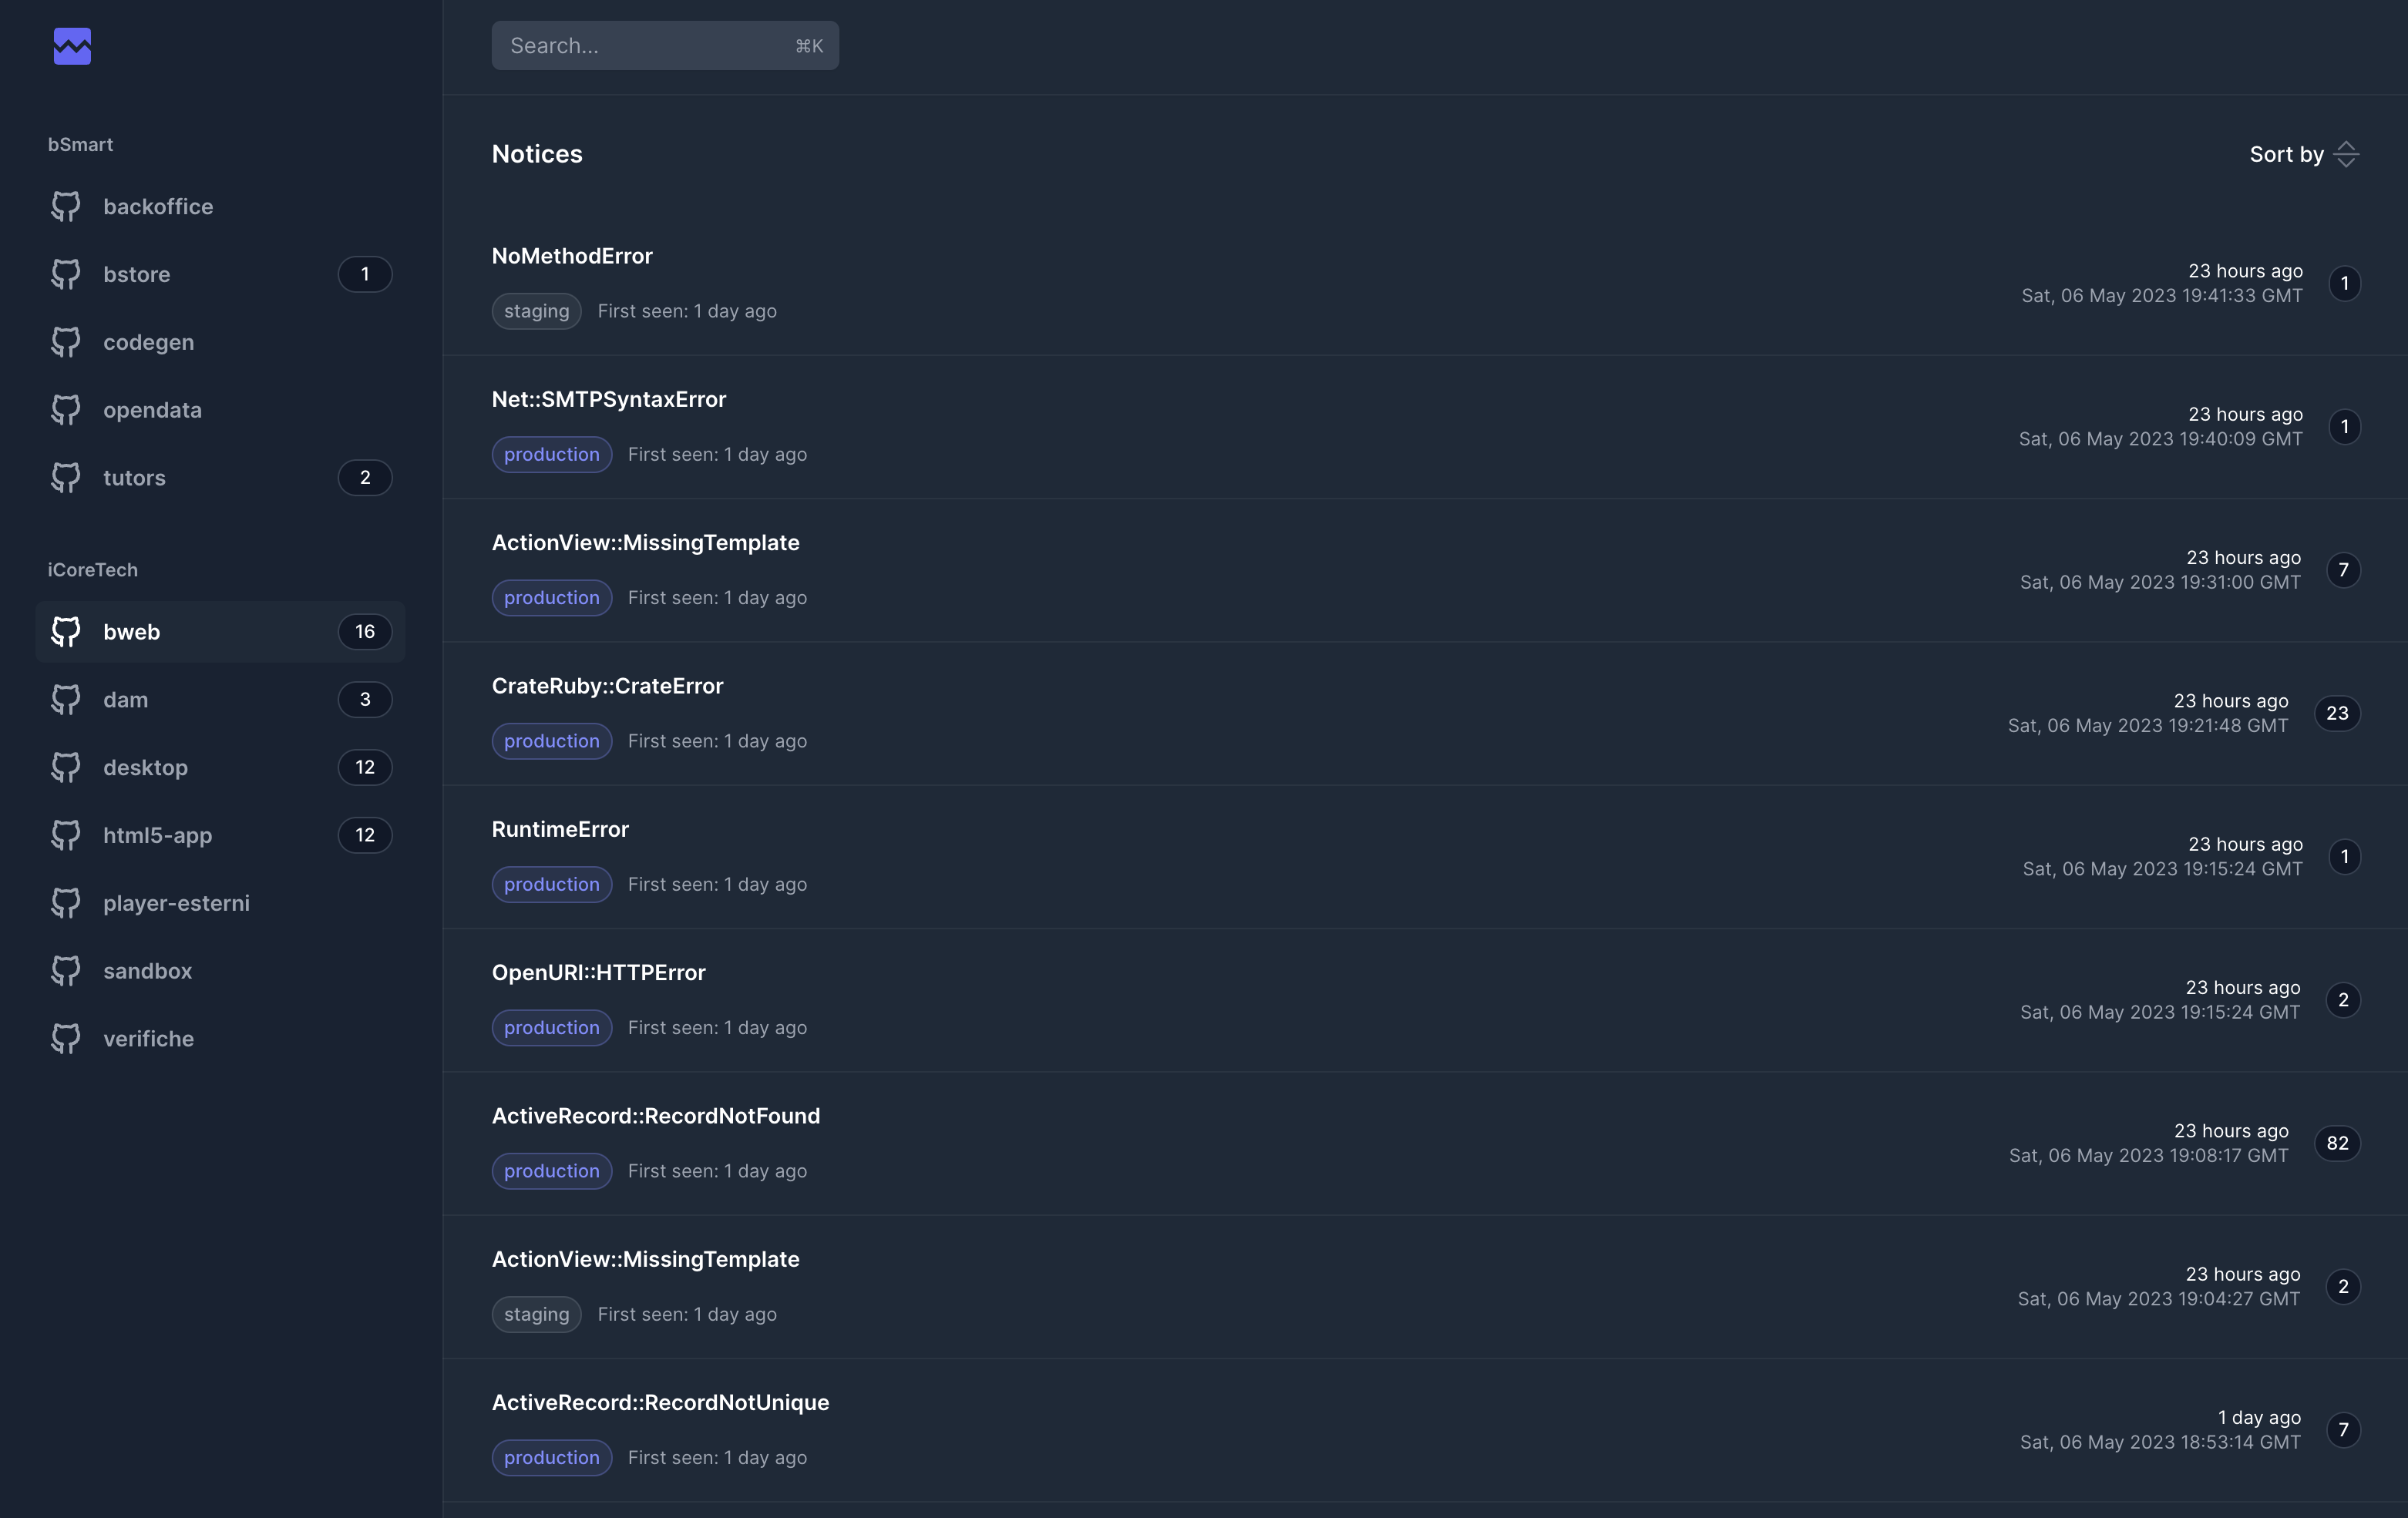 bSmart
backoffice
bstore 1
codegen
opendata
tutors 2
iCoreTech
bweb 16
dam 3
desktop 12
html5-app 12
player-esterni
sandbox
verifiche
Search... ⌘K
Notices Sort by
NoMethodError
23 hours ago
Sat, 06 May 2023 19:41:33 GMT 1
staging First seen: 1 day ago
Net::SMTPSyntaxError
23 hours ago
Sat, 06 May 2023 19:40:09 GMT 1
production First seen: 1 day ago
ActionView::MissingTemplate
23 hours ago
Sat, 06 May 2023 19:31:00 GMT 7
production First seen: 1 day ago
CrateRuby::CrateError
23 hours ago
Sat, 06 May 2023 19:21:48 GMT 23
production First seen: 1 day ago
RuntimeError
23 hours ago
Sat, 06 May 2023 19:15:24 GMT 1
production First seen: 1 day ago
OpenURI::HTTPError
23 hours ago
Sat, 06 May 2023 19:15:24 GMT 2
production First seen: 1 day ago
ActiveRecord::RecordNotFound
23 hours ago
Sat, 06 May 2023 19:08:17 GMT 82
production First seen: 1 day ago
ActionView::MissingTemplate
23 hours ago
Sat, 06 May 2023 19:04:27 GMT 2
staging First seen: 1 day ago
ActiveRecord::RecordNotUnique
1 day ago
Sat, 06 May 2023 18:53:14 GMT 7
production First seen: 1 day ago